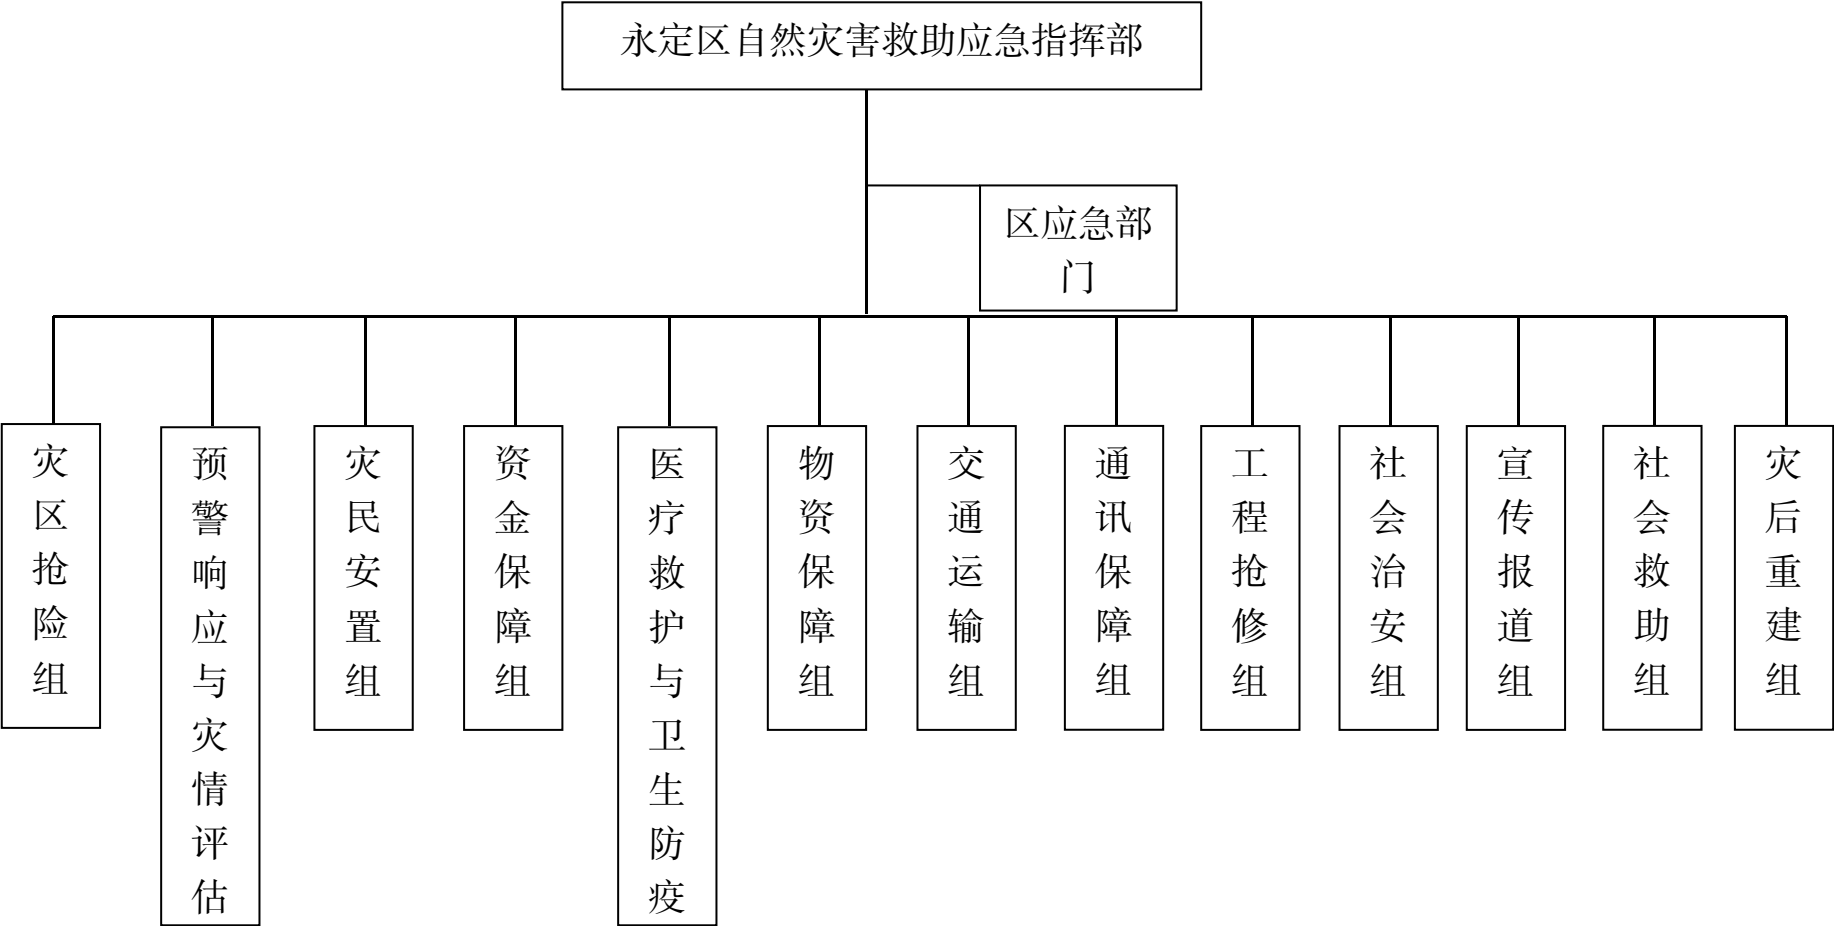 永定区自然灾害救助应急指挥部
区应急部
门
灾区抢险组
预警响应与灾情评估
灾民安置组
资金保障组
医疗救护与卫生防疫
物资保障组
交通运输组
通讯保障组
工程抢修组
社会治安组
宣传报道组
社会救助组
灾后重建组